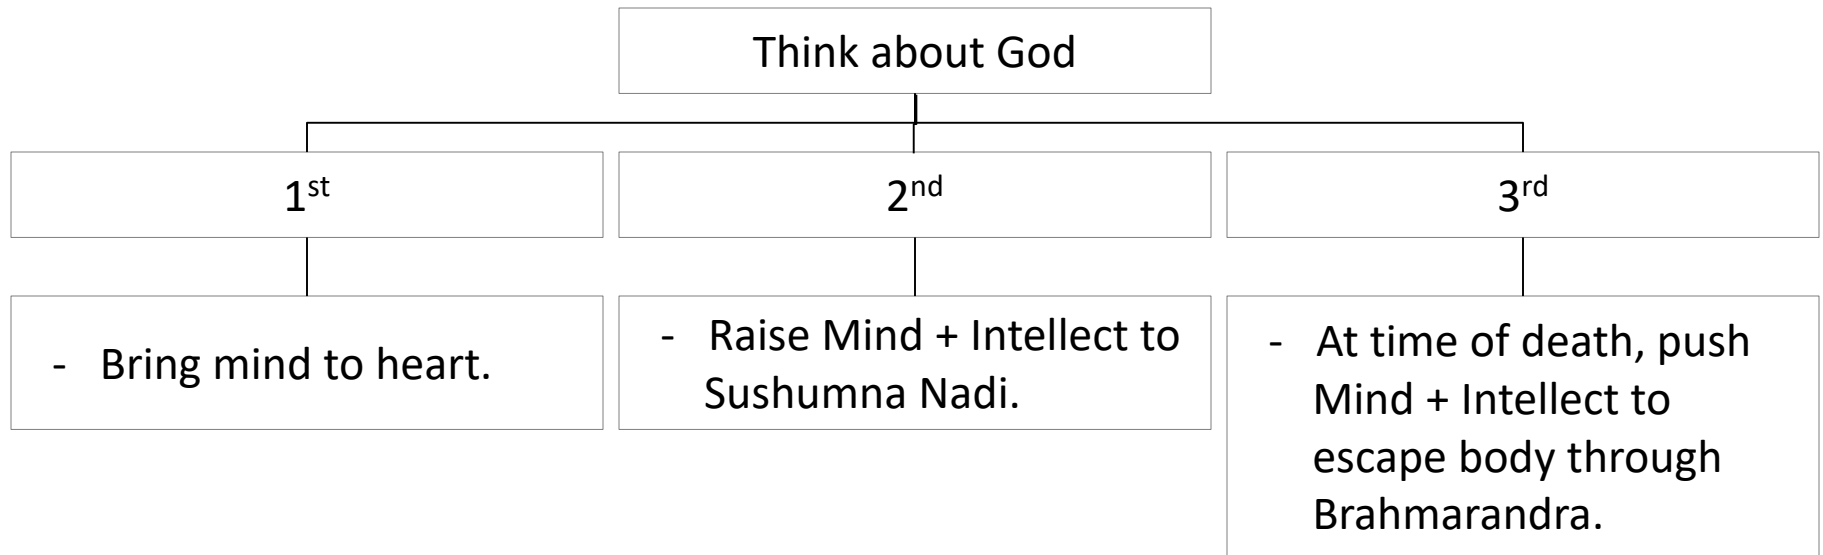 Think about God
1st
2nd
3rd
- Bring mind to heart.
- Raise Mind + Intellect to
Sushumna Nadi.
- At time of death, push
Mind + Intellect to
escape body through
Brahmarandra.